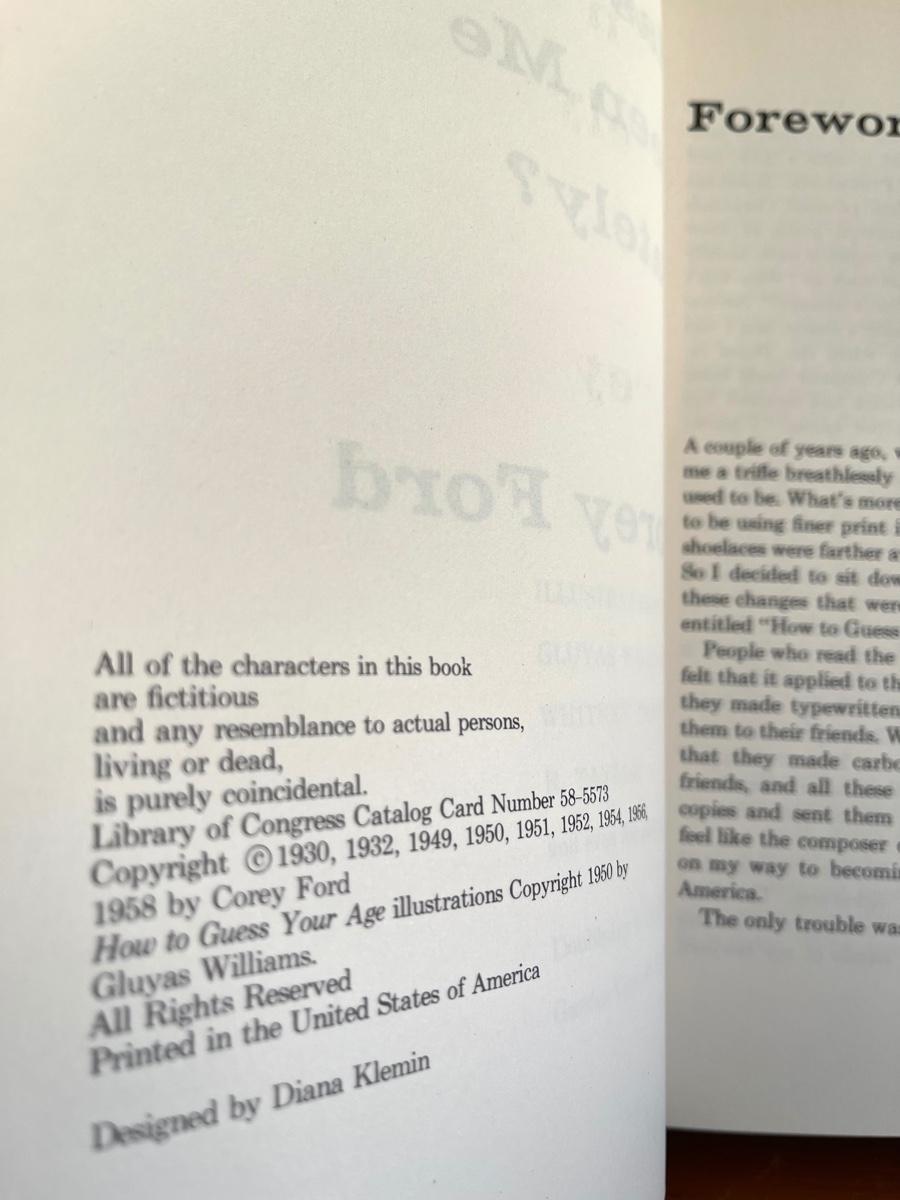 All of the characters in this book
are fictitious
and any resemblance to actual persons,
living or dead,
is purely coincidental.
Library of Congress Catalog Card Number 58-5573
Copyright © 1930, 1932, 1949, 1950, 1951, 1952, 1954, 1956,
1958 by Corey Ford
How to Guess Your Age illustrations Copyright 1950 by
Gluyas Williams.
All Rights Reserved
Printed in the United States of America
Designed by Diana Klemin
Forewor
A couple of years ago,
me a trifle breathlessly
used to be. What's more
to be using finer print
shoelaces were farther
So I decided to sit
these changes that
entitled "How to Guess
People who read the
felt that it applied to
they made typewritten
them to their friends.
that they made
friends, and all these
copies and sent them
feel like the composer
on my way to
America.
The only trouble